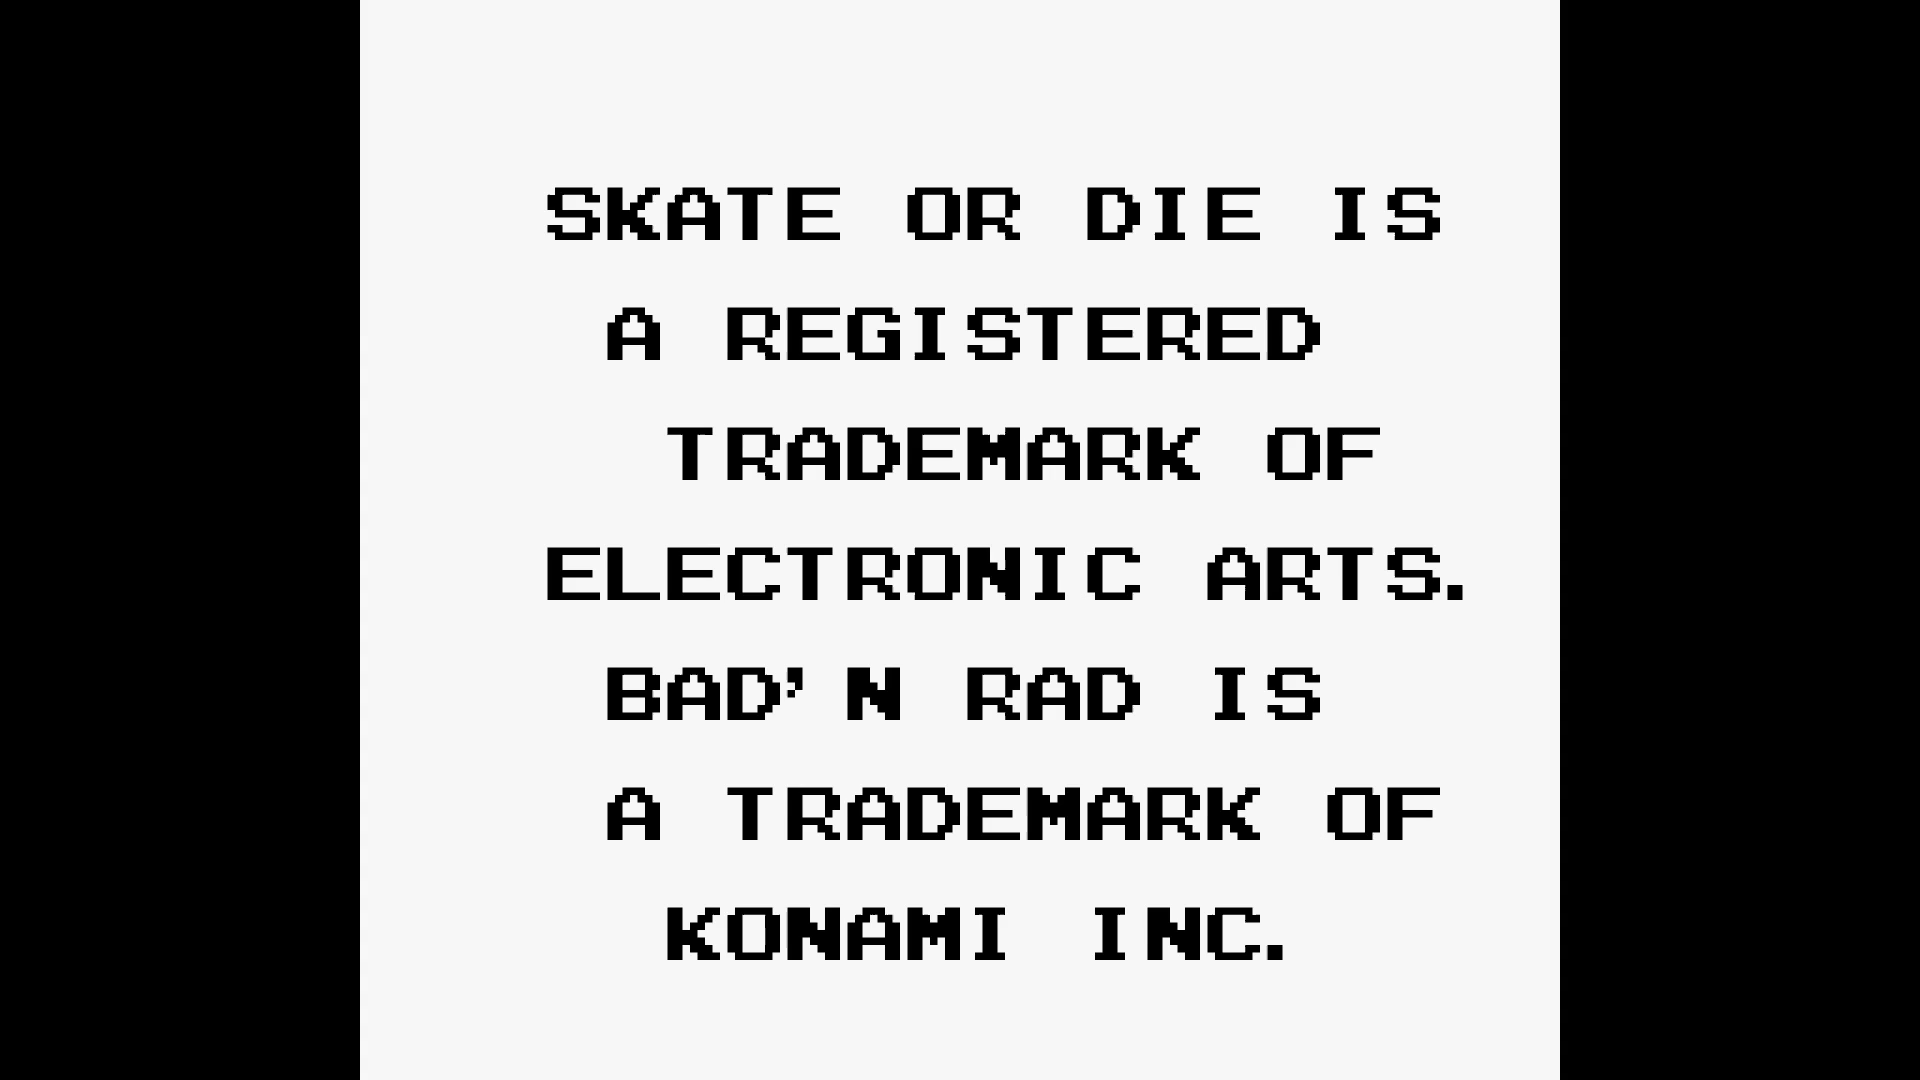 SKATE OR DIE IS
A REGISTERED
TRADEMARK OF
ELECTRONIC ARTS.
BAD'N RAD IS
A TRADEMARK OF
KONAMI INC.